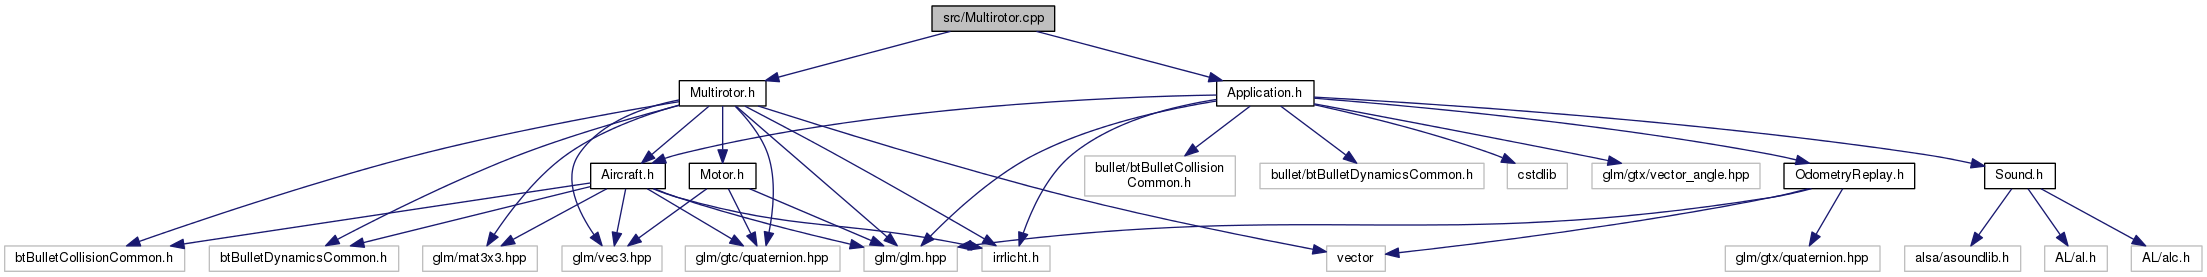 src/Multirotor.cpp
Multirotor.h
Application.h
Aircraft.h
Motor.h
bullet/btBulletCollision
Common.h
bullet/btBulletDynamicsCommon.h
cstdlib
glm/gtx/vector_angle.hpp
OdometryReplay.h
Sound.h
btBulletCollisionCommon.h
btBulletDynamicsCommon.h
glm/mat3x3.hpp
glm/vec3.hpp
glm/gtc/quaternion.hpp
glm/glm.hpp
irrlicht.h
vector
glm/gtx/quaternion.hpp
alsa/asoundlib.h
AL/al.h
AL/alc.h